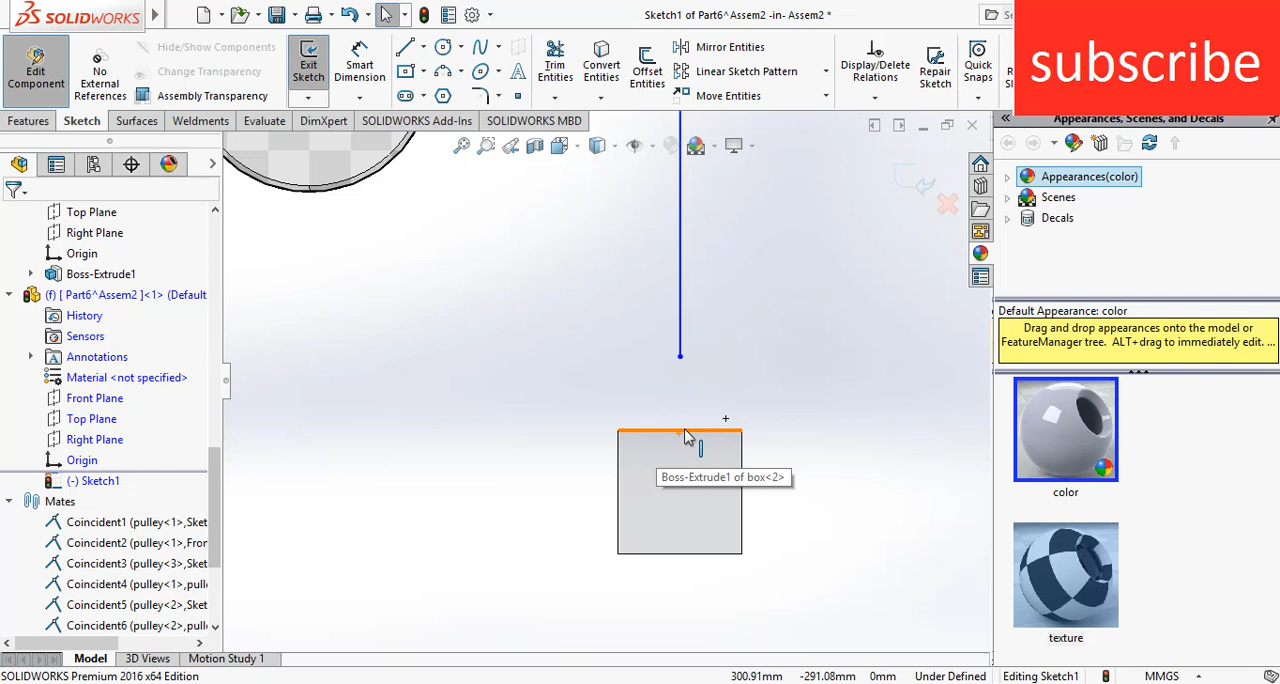 SOLIDWORKS
Sketch1 of Part6^Assem2 -in- Assem2 *
subscribe
Edit
Component
No
External
References
Hide/Show Components
Change Transparency
Assembly Transparency
Exit
Sketch
Smart
Dimension
Trim
Entities
Convert
Entities
Offset
Entities
Mirror Entities
Linear Sketch Pattern
Move Entities
Display/Delete
Relations
Repair
Sketch
Quick
Snaps
Features
Sketch
Surfaces
Weldments
Evaluate
DimXpert
SOLIDWORKS Add-Ins
SOLIDWORKS MBD
Appearances, Scenes, and Decals
Appearances(color)
Scenes
Decals
Top Plane
Right Plane
Origin
Boss-Extrude1
(f) [ Part6^Assem2 ]<1> (Default
History
Sensors
Annotations
Material <not specified>
Front Plane
Top Plane
Right Plane
Origin
(-) Sketch1
Mates
Coincident1 (pulley<1>,Sket
Coincident2 (pulley<1>,Fron
Coincident3 (pulley<3>,Sket
Coincident4 (pulley<1>,pull
Coincident5 (pulley<2>,Sket
Coincident6 (pulley<2>,pull
Boss-Extrude1 of box<2>
Default Appearance: color
Drag and drop appearances onto the model or
FeatureManager tree. ALT+drag to immediately edit. ...
color
texture
Model
3D Views
Motion Study 1
SOLIDWORKS Premium 2016 x64 Edition
300.91mm
-291.08mm
0mm
Under Defined
Editing Sketch1
MMGS